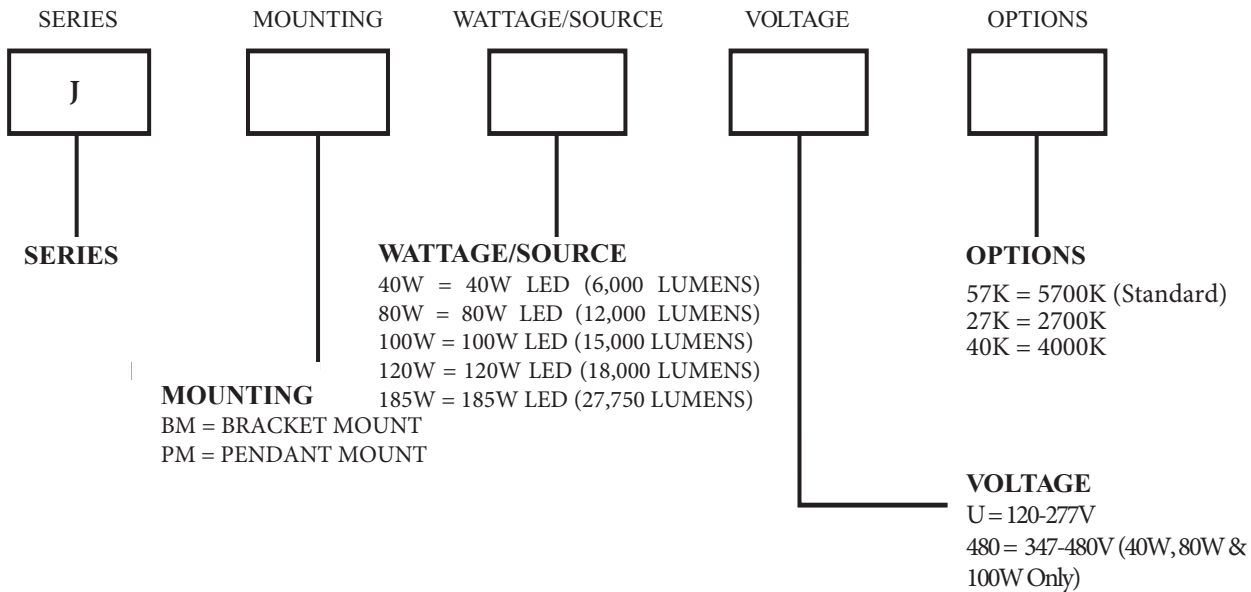 SERIES MOUNTING WATTAGE/SOURCE VOLTAGE OPTIONS
J
SERIES
WATTAGE/SOURCE
40W = 40W LED (6,000 LUMENS)
80W = 80W LED (12,000 LUMENS)
100W = 100W LED (15,000 LUMENS)
120W = 120W LED (18,000 LUMENS)
185W = 185W LED (27,750 LUMENS)
OPTIONS
57K = 5700K (Standard)
27K = 2700K
40K = 4000K
MOUNTING
BM = BRACKET MOUNT
PM = PENDANT MOUNT
VOLTAGE
U = 120-277V
480 = 347-480V (40W, 80W &
100W Only)